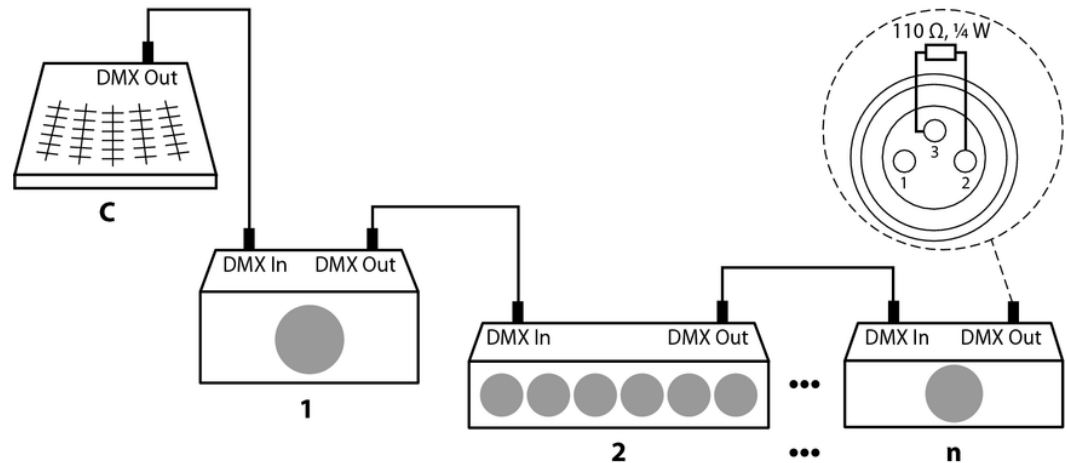 DMX Out
C
110 Ω, ¼ W
3
1
2
DMX In DMX Out
1
DMX In DMX Out
2
•••
•••
DMX In DMX Out
n